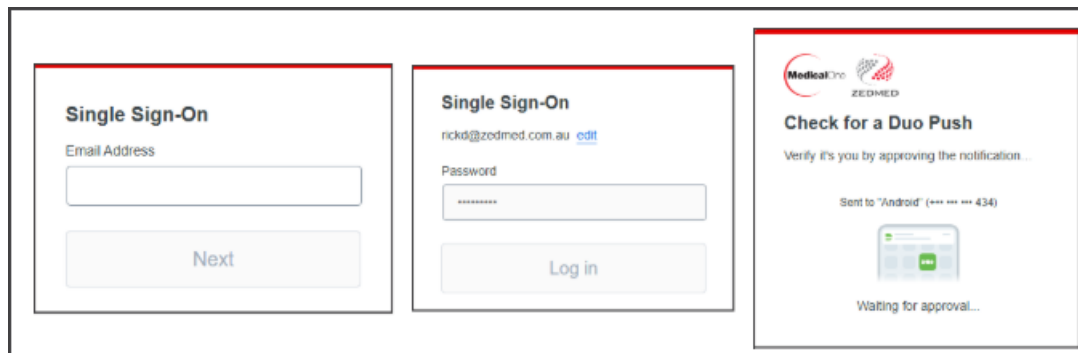 Single Sign-On
Email Address
Next
Single Sign-On
rickd@zedmed.com.au edit
Password
Log in
MedicalOne
ZEDMED
Check for a Duo Push
Verify it's you by approving the notification...
Sent to "Android" (••• ••• ••• 434)
Waiting for approval...